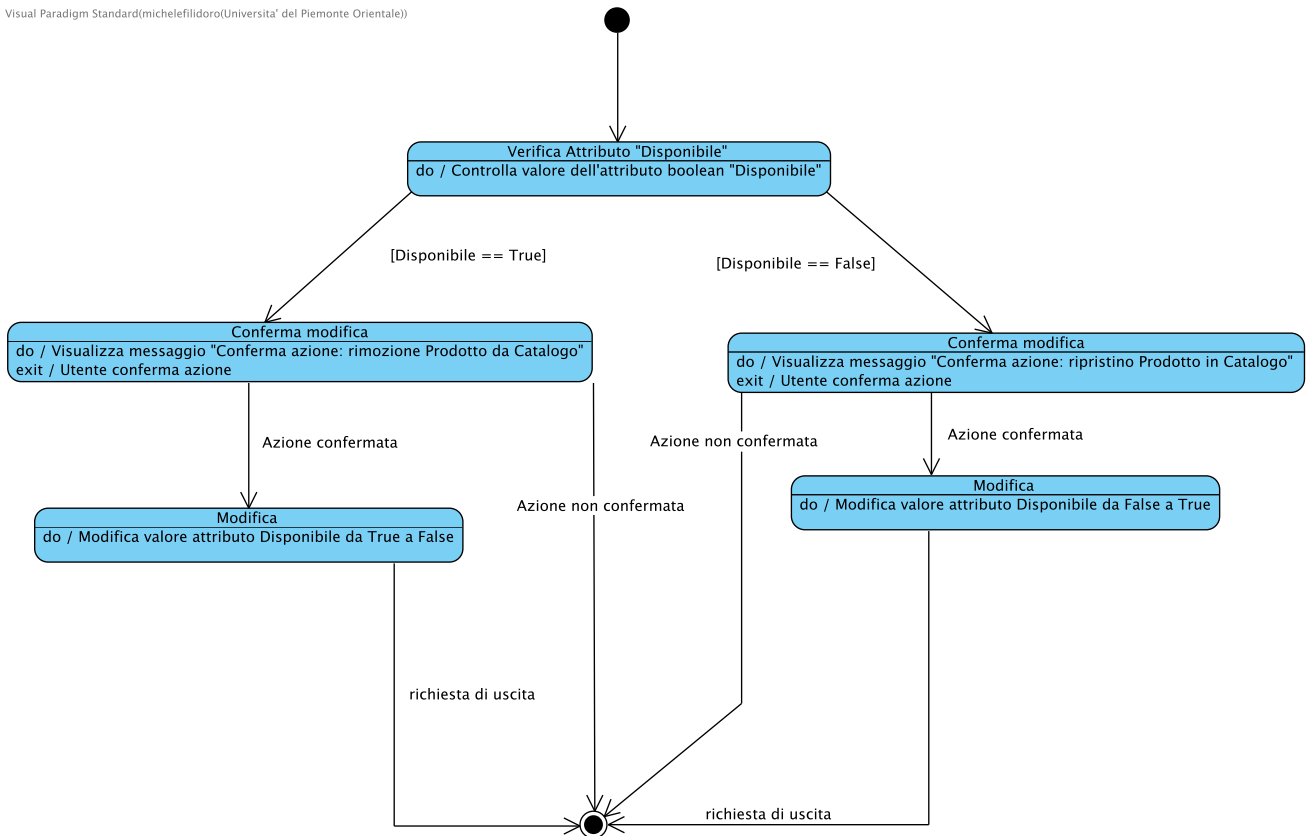 Visual Paradigm Standard(michelefilidoro(Universita' del Piemonte Orientale))
Verifica Attributo "Disponibile"
do / Controlla valore dell'attributo boolean "Disponibile"
[Disponibile == True]
[Disponibile == False]
Conferma modifica
do / Visualizza messaggio "Conferma azione: rimozione Prodotto da Catalogo"
exit / Utente conferma azione
Conferma modifica
do / Visualizza messaggio "Conferma azione: ripristino Prodotto in Catalogo"
exit / Utente conferma azione
Azione confermata
Azione non confermata
Azione confermata
Azione non confermata
Modifica
do / Modifica valore attributo Disponibile da True a False
Modifica
do / Modifica valore attributo Disponibile da False a True
richiesta di uscita
richiesta di uscita